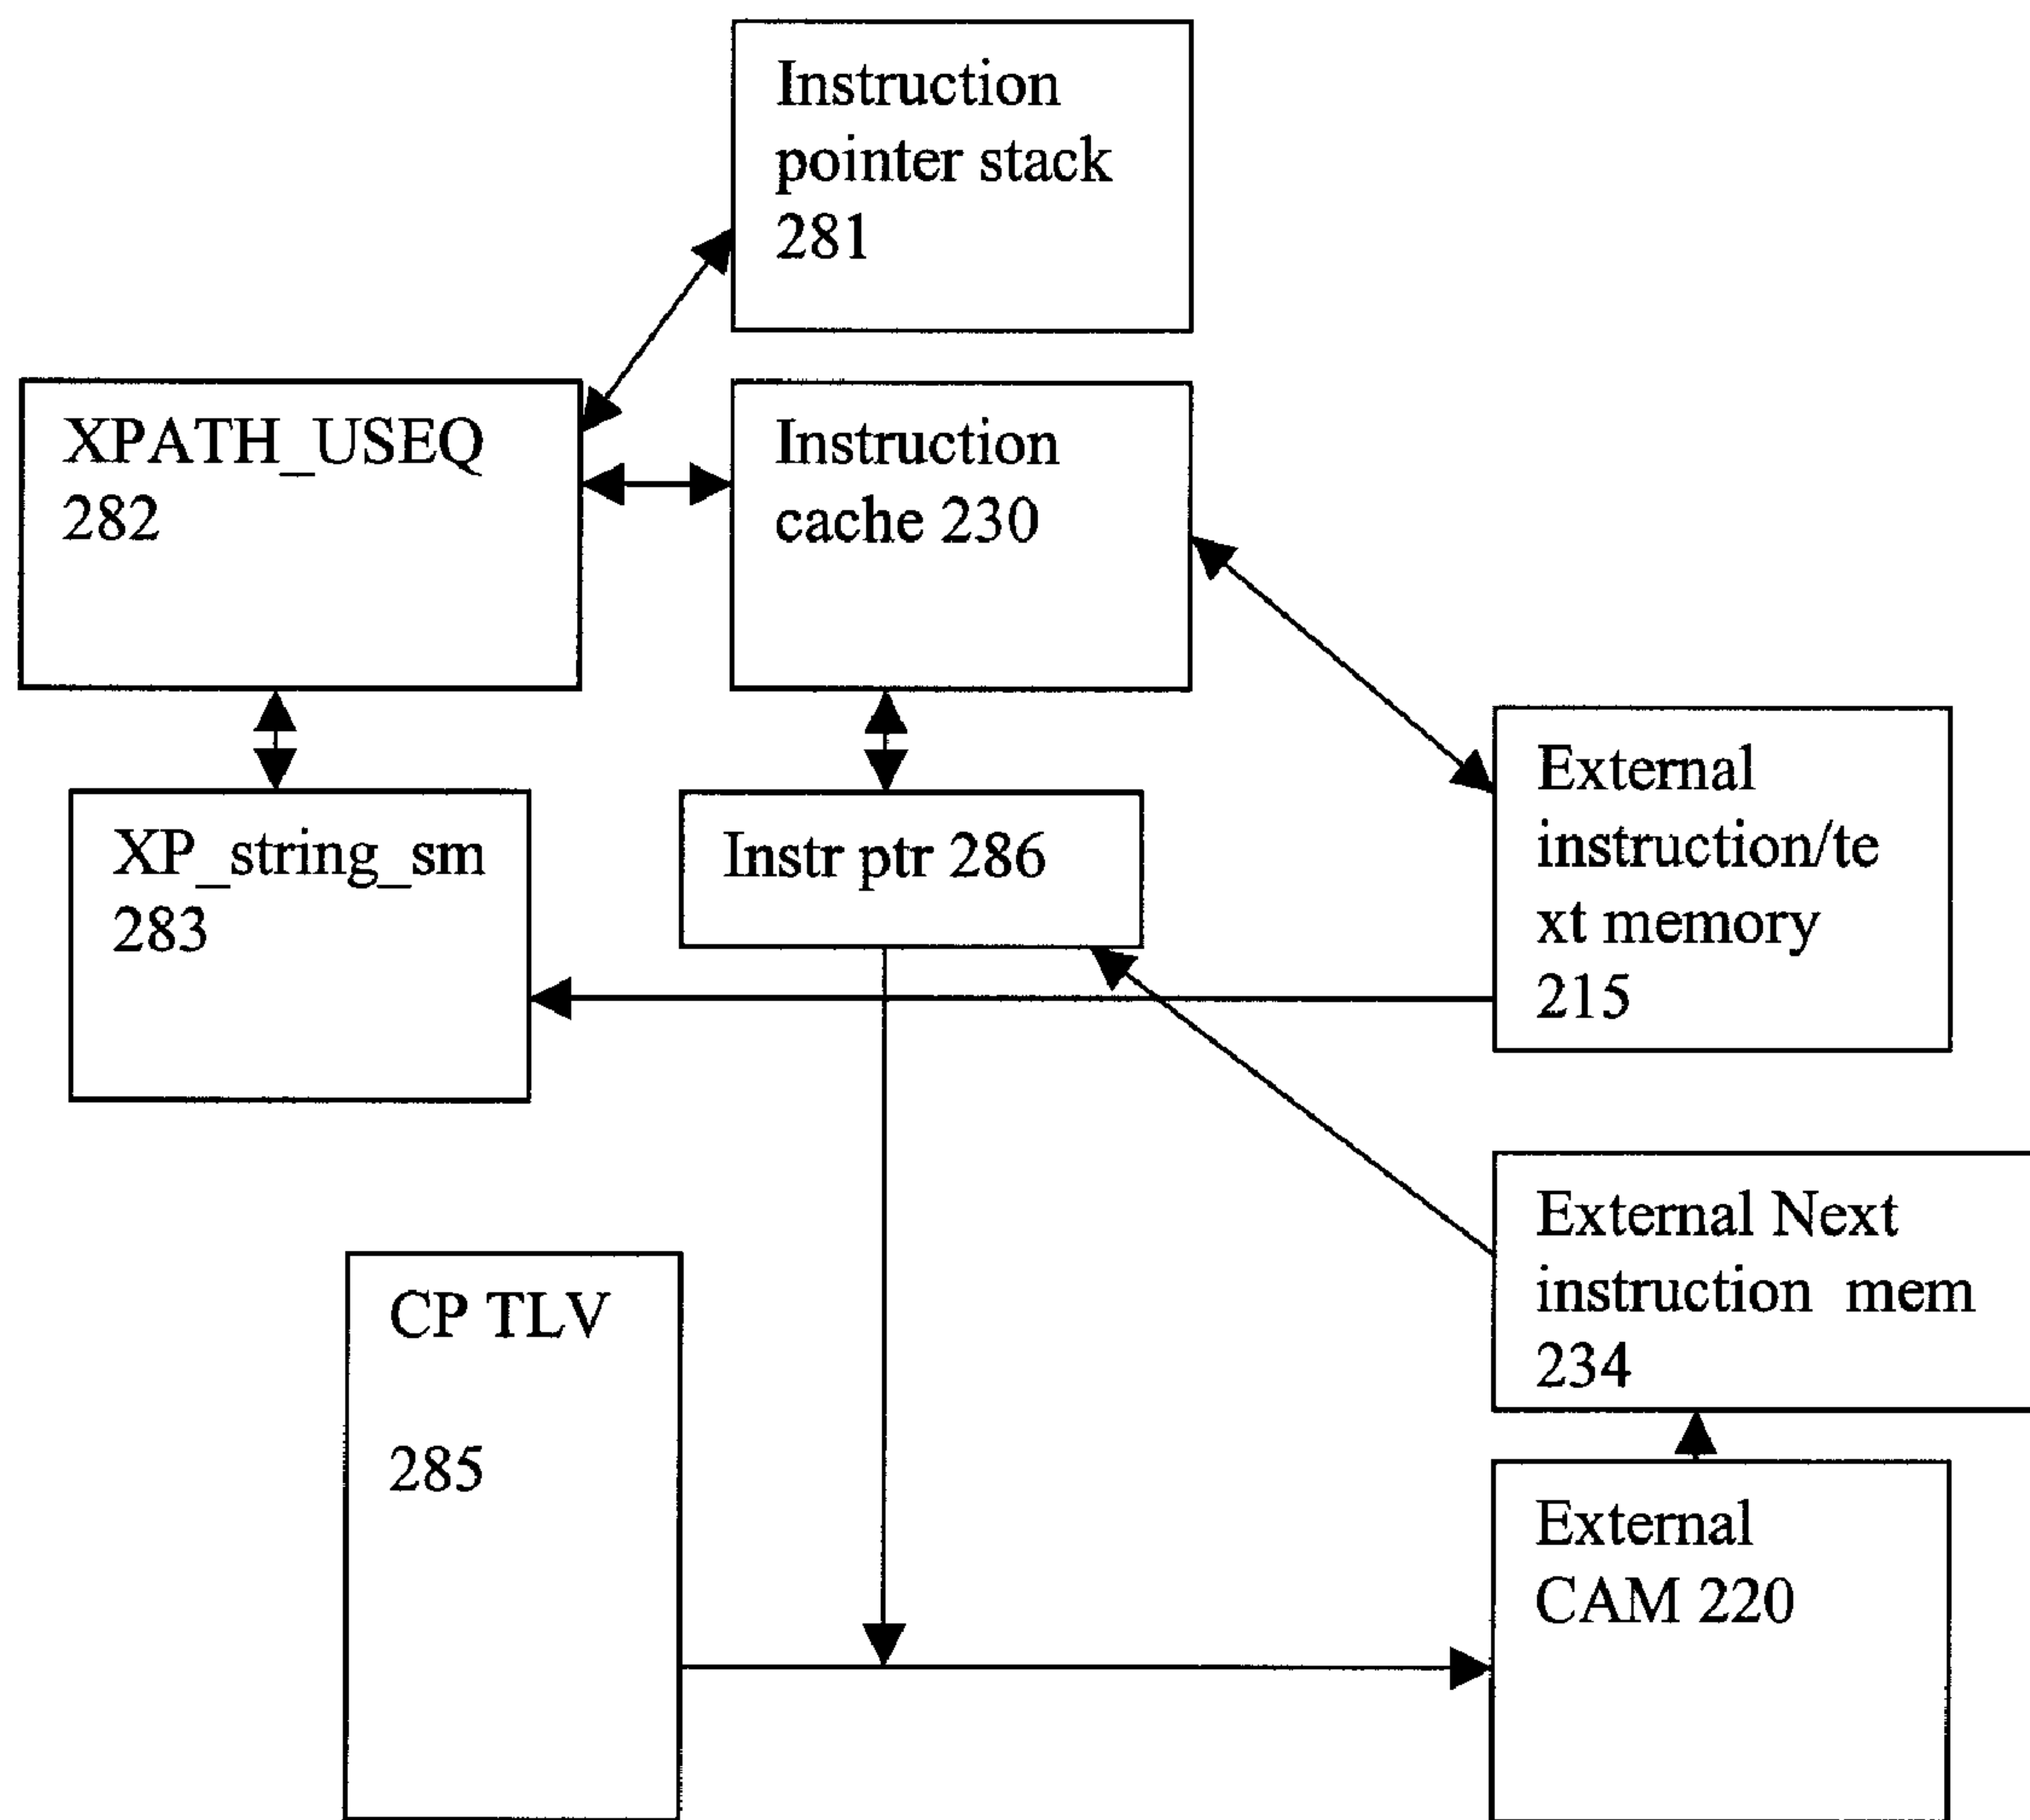 Instruction
pointer stack
281
XPATH_USEQ
282
Instruction
cache 230
External
instruction/te
xt memory
215
XP_string_sm
283
Instr ptr 286
External Next
instruction mem
234
CP TLV
285
External
CAM 220